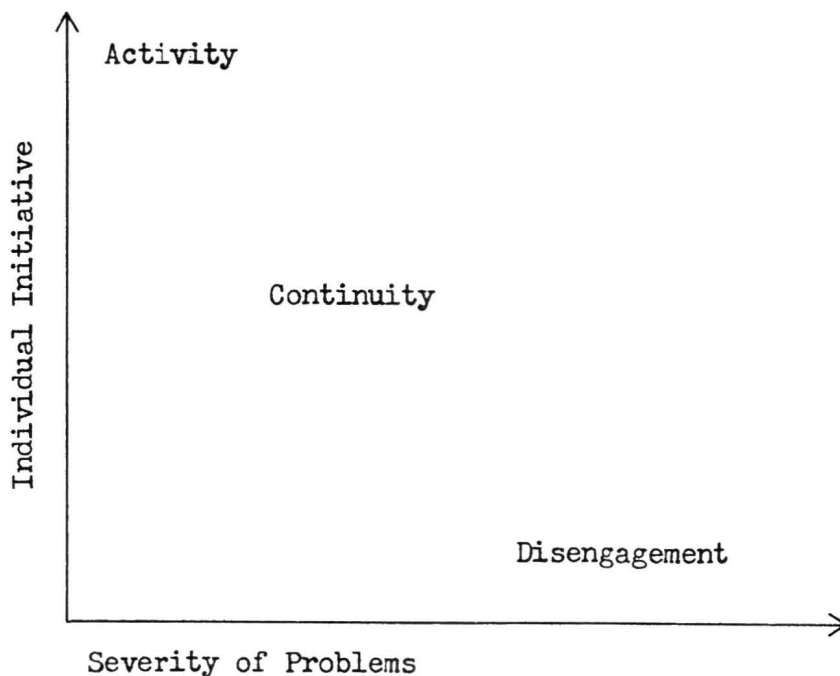 Activity
Individual Initiative
Continuity
Disengagement
Severity of Problems